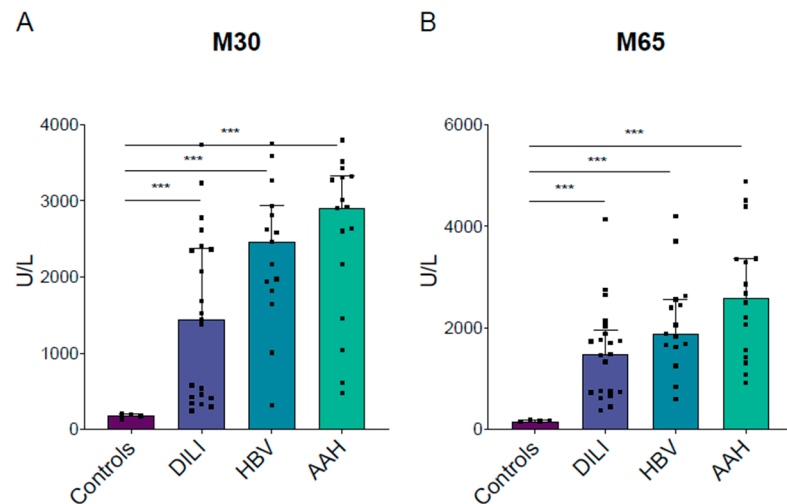 A
M30
U/L
4000
3000
2000
1000
0
***
***
***
Controls
DILI
HBV
AAH
B
M65
U/L
6000
4000
2000
0
***
***
***
Controls
DILI
HBV
AAH